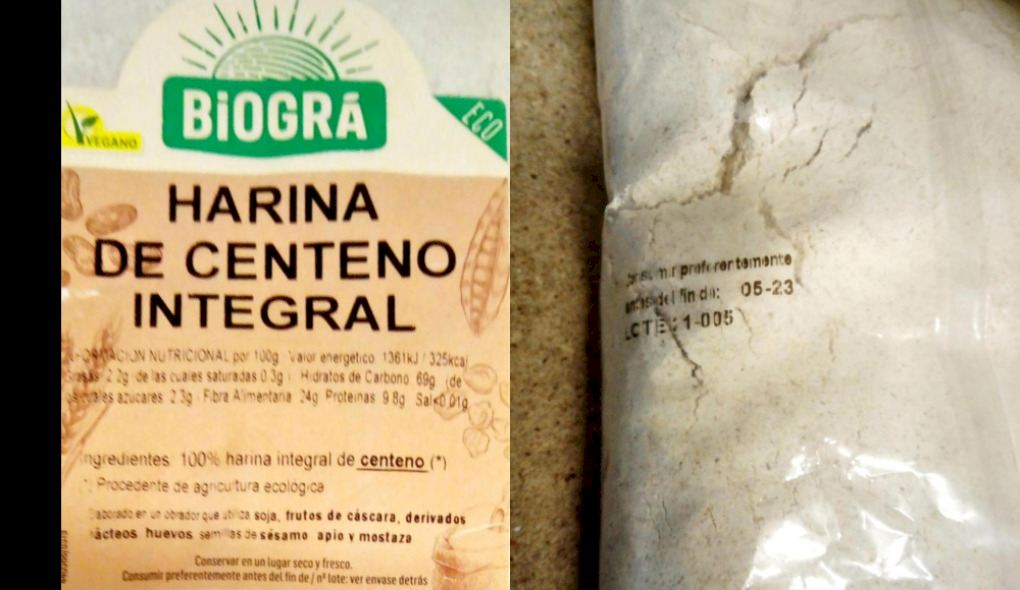 BIOGRÁ
ECO
VEGANO
HARINA
DE CENTENO
INTEGRAL
NUTRICIONAL por 100g Valor energético 1361kJ / 325kcal
2.2g de las cuales saturadas 0.3g Hidratos de Carbono 69g (de
azúcares 2.3g Fibra Alimentaria 24g Proteínas 9.8g Sal<0.01g
Ingredientes 100% harina integral de centeno (*)
(*) Procedente de agricultura ecológica
Elaborado en un obrador que utiliza soja, frutos de cáscara, derivados
lácteos huevos semillas de sésamo apio y mostaza
Conservar en un lugar seco y fresco.
Consumir preferentemente antes del fin de / nº lote: ver envase detrás
preferentemente
del fin de: 05-23
1-005